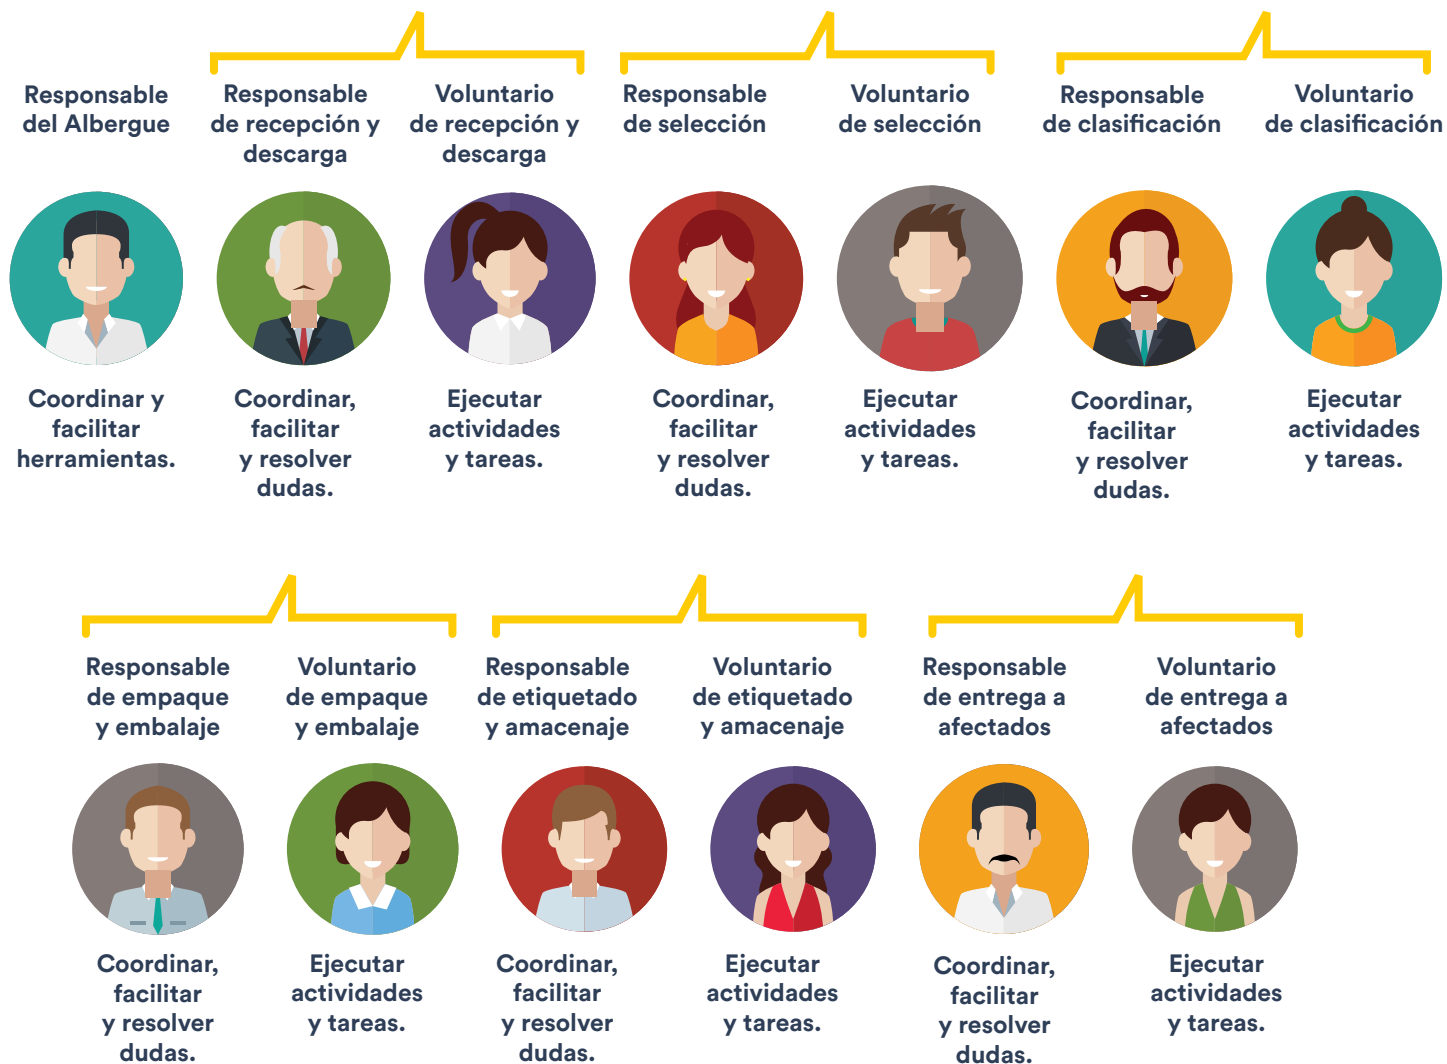 Responsable
del Albergue
Responsable
de recepción y
descarga
Voluntario
de recepción y
descarga
Responsable
de selección
Voluntario
de selección
Responsable
de clasificación
Voluntario
de clasificación
Coordinar y
facilitar
herramientas.
Coordinar,
facilitar
y resolver
dudas.
Ejecutar
actividades
y tareas.
Coordinar,
facilitar
y resolver
dudas.
Ejecutar
actividades
y tareas.
Coordinar,
facilitar
y resolver
dudas.
Ejecutar
actividades
y tareas.
Responsable
de empaque
y embalaje
Voluntario
de empaque
y embalaje
Responsable
de etiquetado
y amacenaje
Voluntario
de etiquetado
y amacenaje
Responsable
de entrega a
afectados
Voluntario
de entrega a
afectados
Coordinar,
facilitar
y resolver
dudas.
Ejecutar
actividades
y tareas.
Coordinar,
facilitar
y resolver
dudas.
Ejecutar
actividades
y tareas.
Coordinar,
facilitar
y resolver
dudas.
Ejecutar
actividades
y tareas.